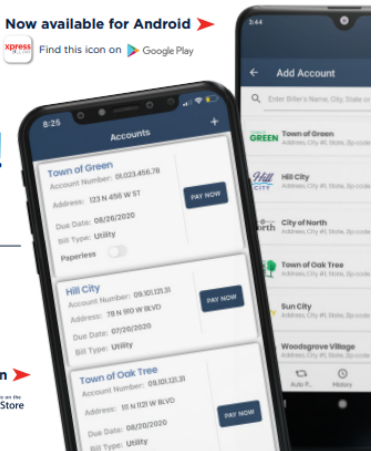 Now available for Android
xpress
Find this icon on Google Play
8:25
Accounts
+
Town of Green
Account Number: 01.023.456.78
Address: 123 N 456 W ST
Due Date: 08/26/2020
Bill Type: Utility
Paperless
PAY NOW
Hill City
Account Number: 09.101.121.31
Address: 78 N 910 W BLVD
Due Date: 07/20/2020
Bill Type: Utility
PAY NOW
Town of Oak Tree
Account Number: 09.101.121.31
Address: 111 N 1121 W BLVD
Due Date: 08/20/2020
Bill Type: Utility
PAY NOW
3:44
Add Account
Enter Biller's Name, City, State or
GREEN
Town of Green
Address, City #1, State, Zip code
Hill CITY
Hill City
Address, City #1, State, Zip code
orth
City of North
Address, City #1, State, Zip code
Town of Oak Tree
Address, City #1, State, Zip code
Sun City
Address, City #1, State, Zip code
Woodsgrove Village
Address, City #1, State, Zip code
Auto P...
History
!
n
on the
Store